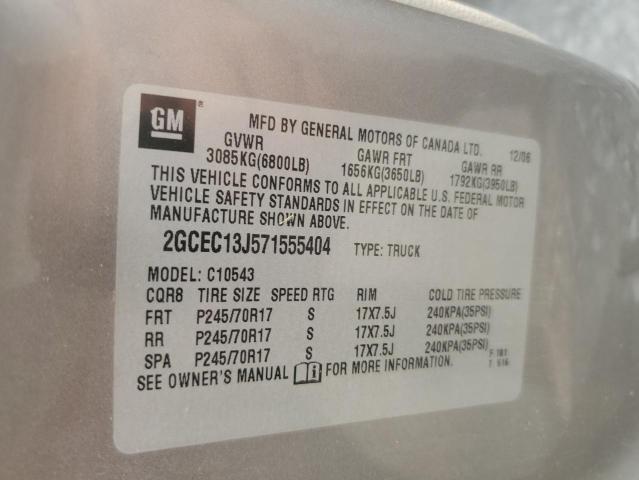 GM ®
MFD BY GENERAL MOTORS OF CANADA LTD. 12/06
GVWR GAWR FRT GAWR RR
3085KG(6800LB) 1656KG(3650LB) 1792KG(3950LB)
THIS VEHICLE CONFORMS TO ALL APPLICABLE U.S. FEDERAL MOTOR
VEHICLE SAFETY STANDARDS IN EFFECT ON THE DATE OF
MANUFACTURE SHOWN ABOVE.
2GCEC13J571555404 TYPE: TRUCK
MODEL: C10543
CQR8 TIRE SIZE SPEED RTG RIM COLD TIRE PRESSURE
FRT P245/70R17 S 17X7.5J 240KPA(35PSI)
RR P245/70R17 S 17X7.5J 240KPA(35PSI)
SPA P245/70R17 S 17X7.5J 240KPA(35PSI)
SEE OWNER'S MANUAL FOR MORE INFORMATION.